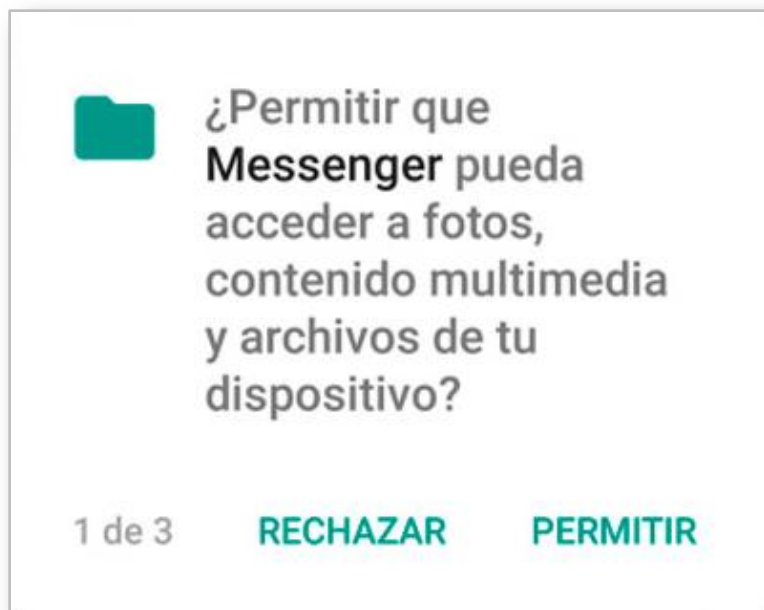 ¿Permitir que
Messenger pueda
acceder a fotos,
contenido multimedia
y archivos de tu
dispositivo?
1 de 3 RECHAZAR PERMITIR